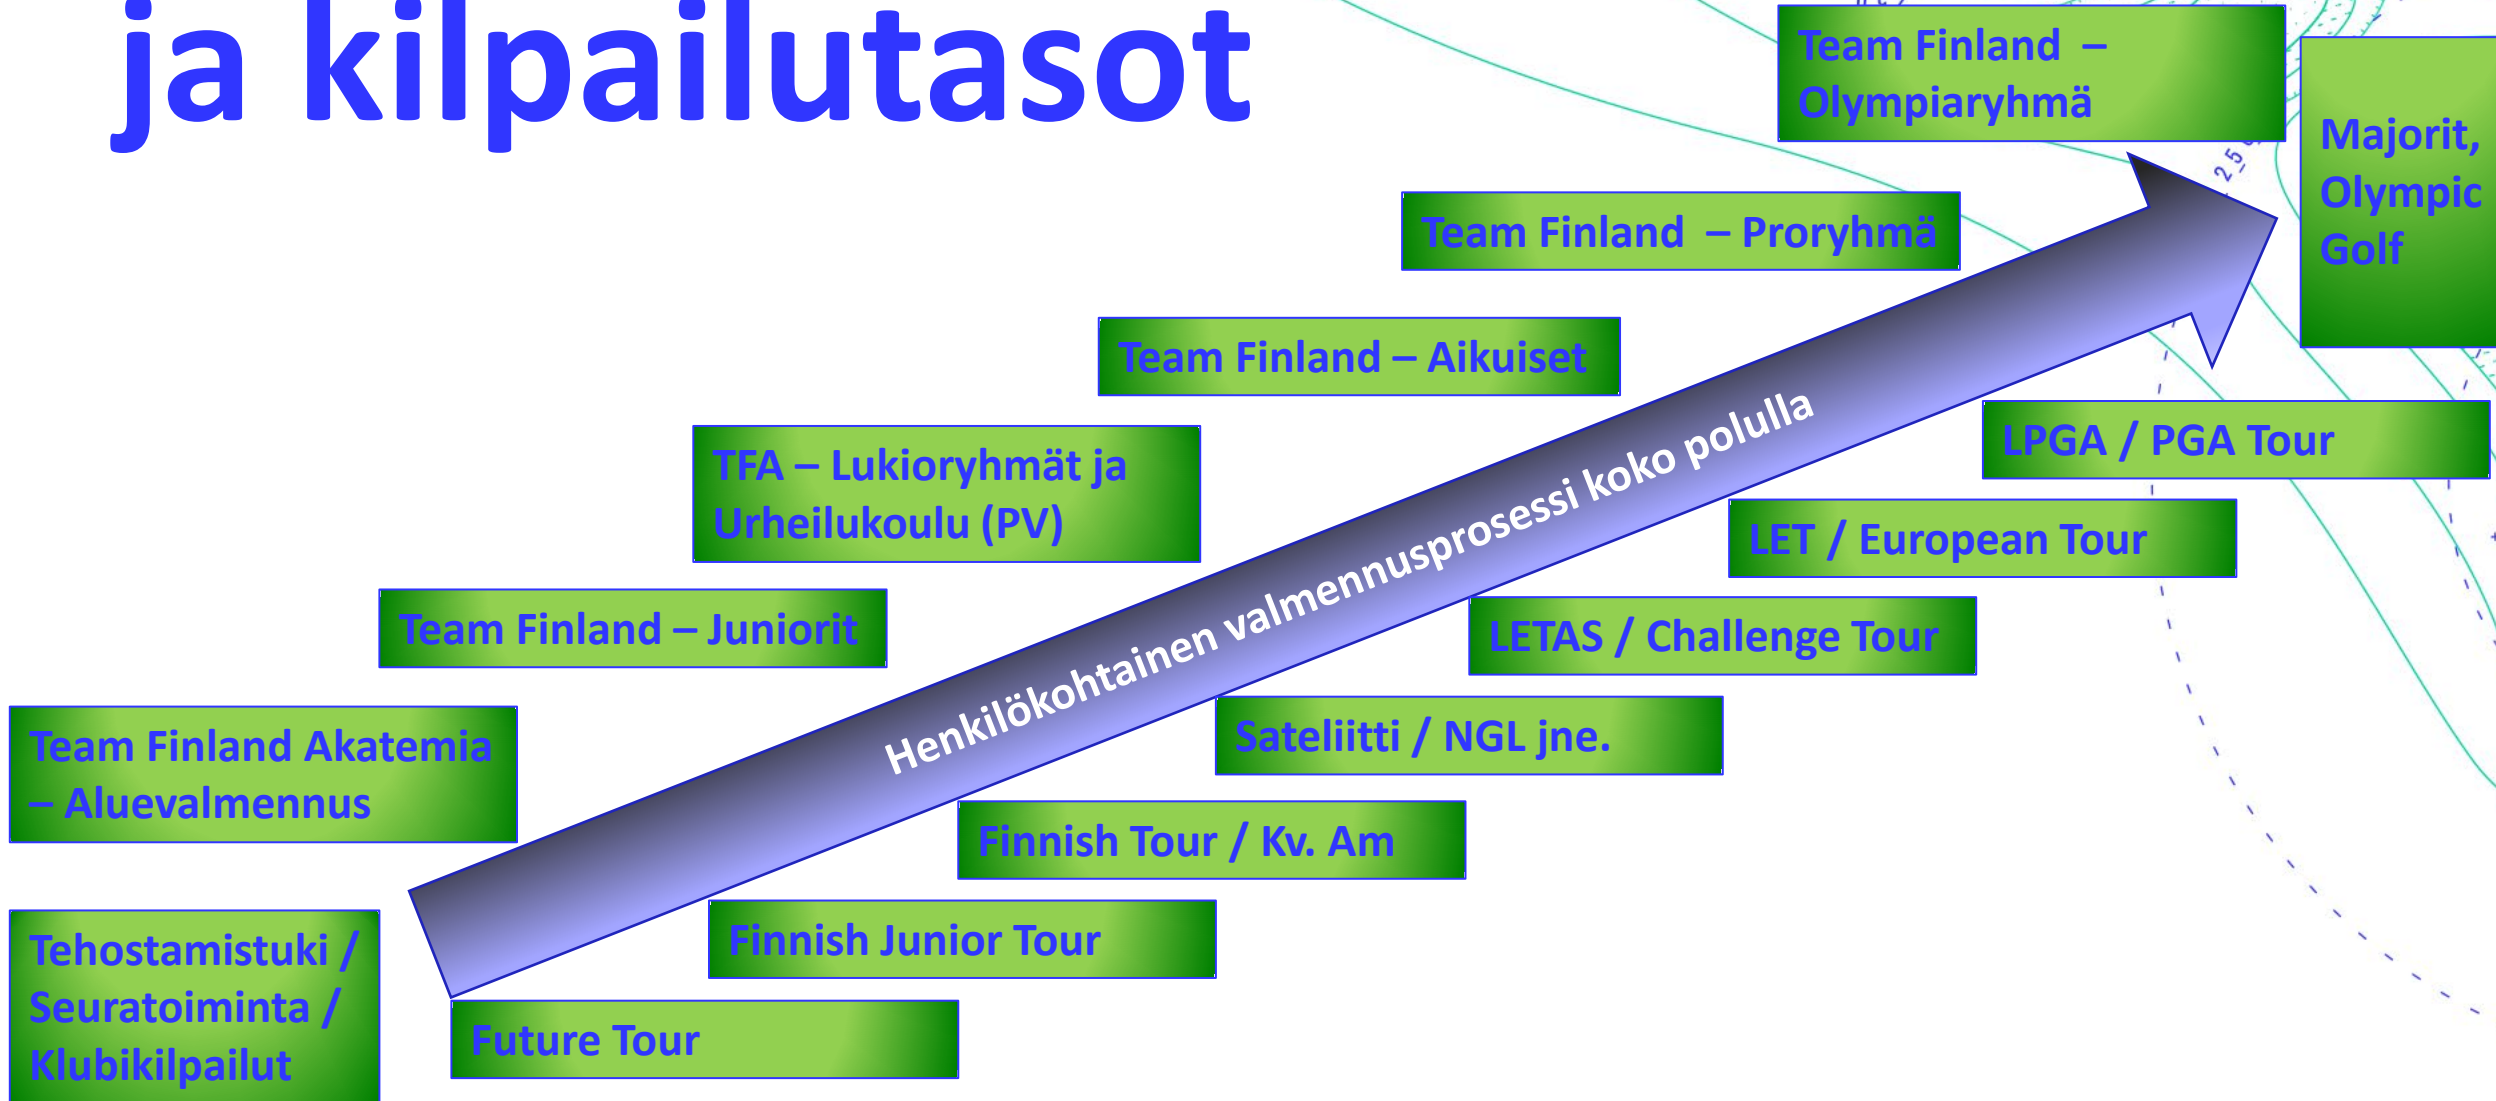 ja kilpailutasot
Team Finland –
Olympiaryhmä
Majorit,
Olympic
Golf
Team Finland – Proryhmä
Team Finland – Aikuiset
TFA – Lukioryhmät ja
Urheilukoulu (PV)
Team Finland – Juniorit
Team Finland Akatemia
– Aluevalmennus
Tehostamistuki /
Seuratoiminta /
Klubikilpailut
Henkilökohtainen valmennusprosessi koko polulla
LPGA / PGA Tour
LET / European Tour
LETAS / Challenge Tour
Sateliitti / NGL jne.
Finnish Tour / Kv. Am
Finnish Junior Tour
Future Tour